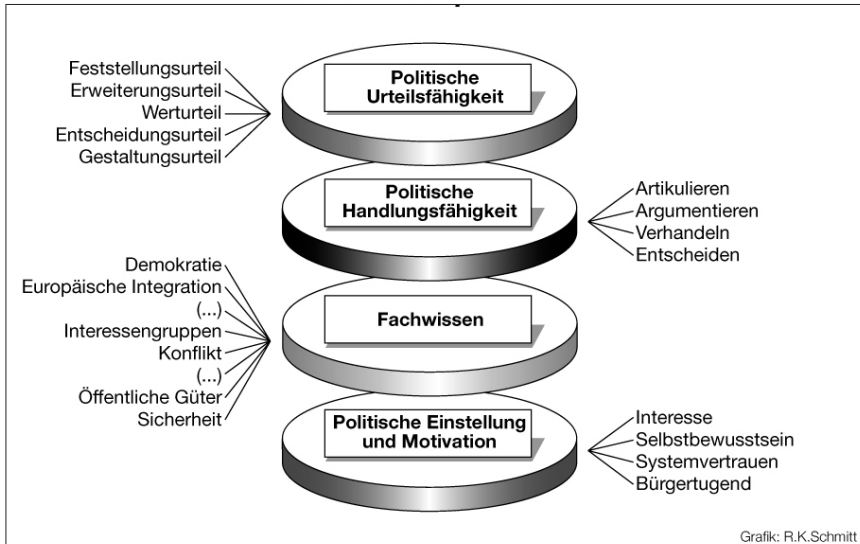 Feststellungsurteil
Erweiterungsurteil
Werturteil
Entscheidungsurteil
Gestaltungsurteil
Politische
Urteilsfähigkeit
Politische
Handlungsfähigkeit
Artikulieren
Argumentieren
Verhandeln
Entscheiden
Demokratie
Europäische Integration
(...)
Interessengruppen
Konflikt
(...)
Öffentliche Güter
Sicherheit
Fachwissen
Politische Einstellung
und Motivation
Interesse
Selbstbewusstsein
Systemvertrauen
Bürgertugend
Grafik: R.K.Schmitt